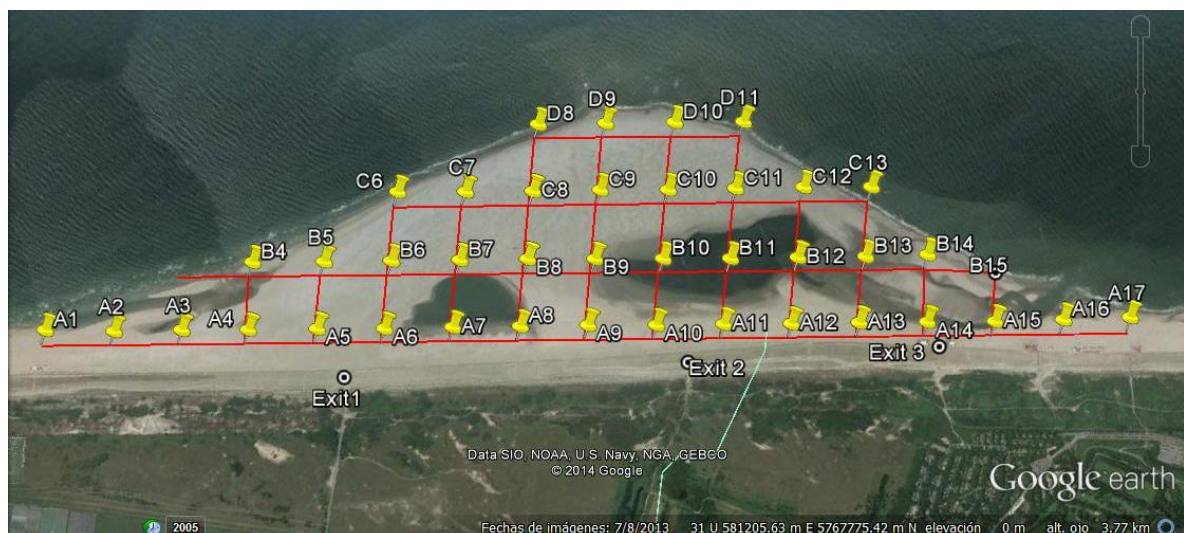 D8 D9 D10 D11
C6 C7 C8 C9 C10 C11 C12 C13
B4 B5 B6 B7 B8 B9 B10 B11 B12 B13 B14 B15
A1 A2 A3 A4 A5 A6 A7 A8 A9 A10 A11 A12 A13 A14 A15 A16 A17
Exit1 Exit 2 Exit 3
Data SIO, NOAA, U.S. Navy, NGA, GEBCO
© 2014 Google
Google earth
2005 Fechas de imágenes: 7/8/2013 31 U 581205.63 m E 5767775.42 m N elevación 0 m alt. ojo 3.77 km